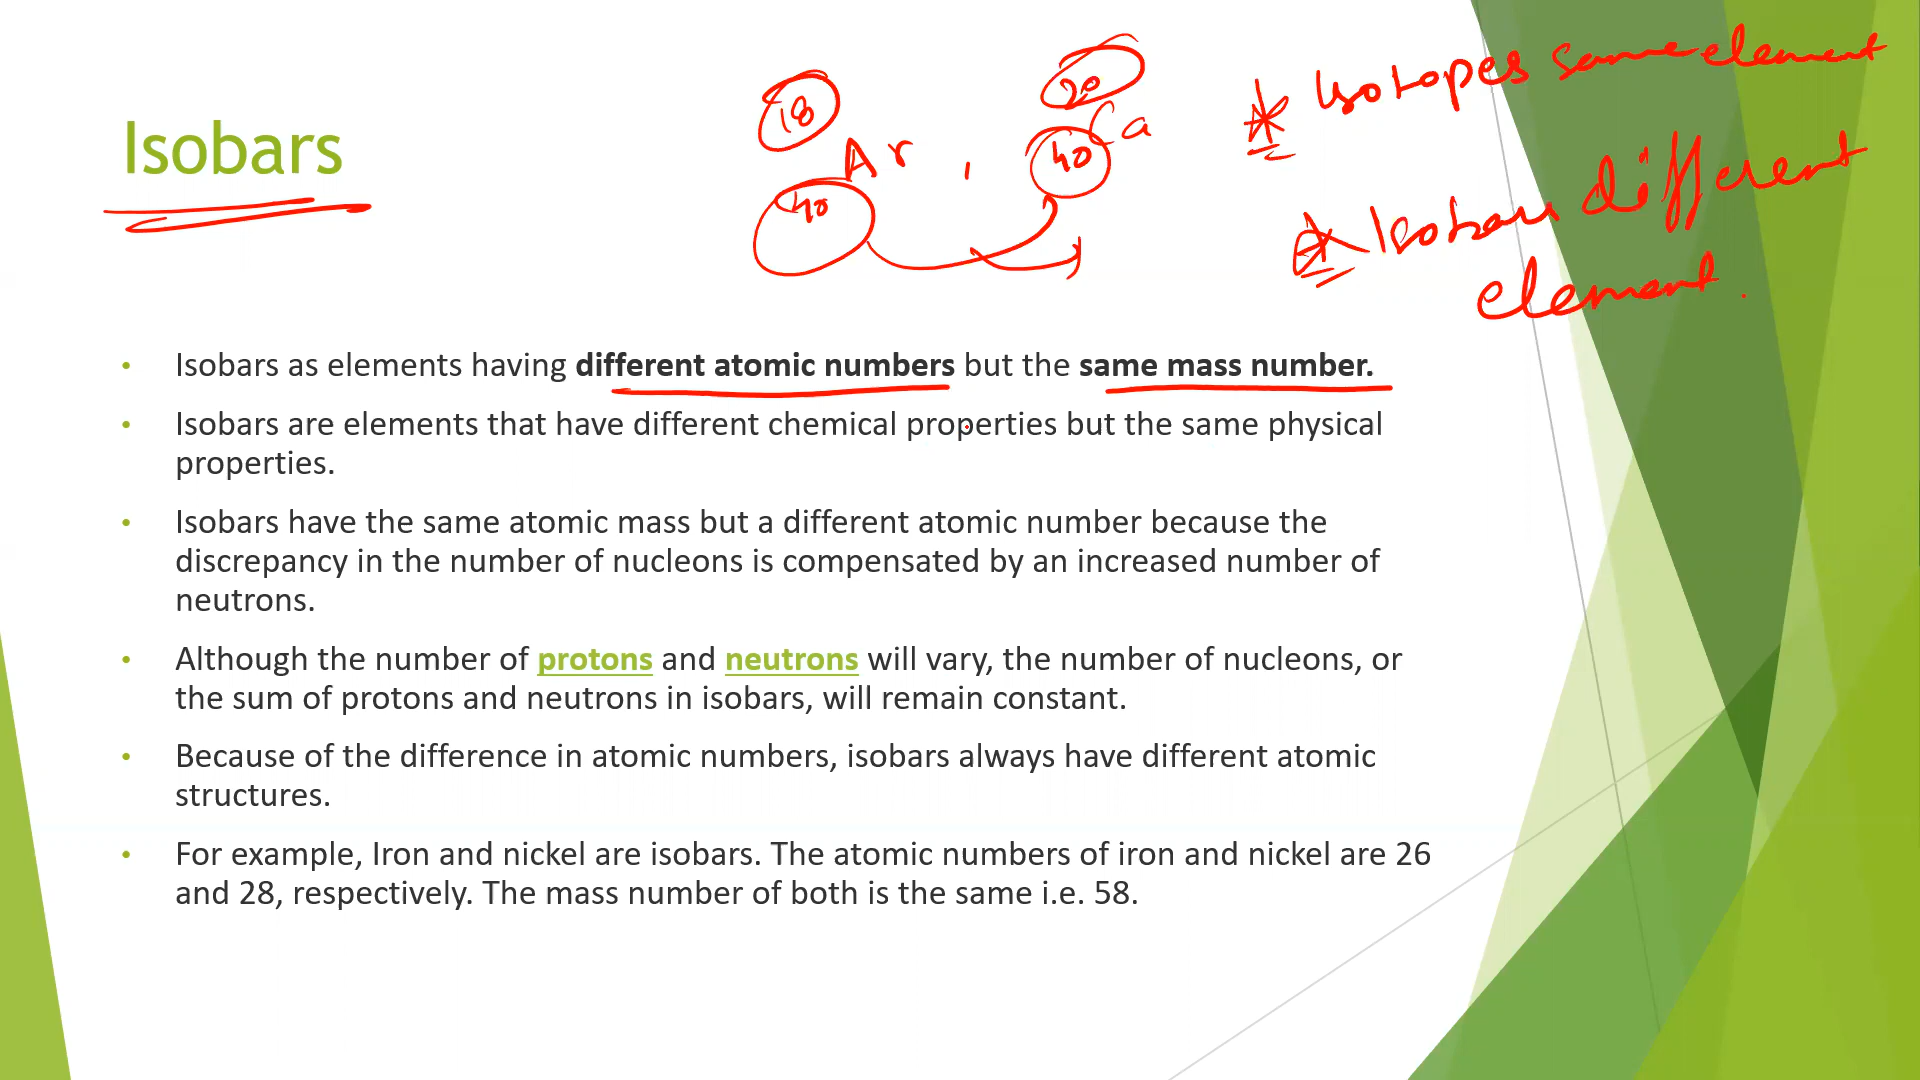 Isobars
18
Ar ,
40
20
Ca
40
Isotopes same element
Isobars different
element.
• Isobars as elements having different atomic numbers but the same mass number.
• Isobars are elements that have different chemical properties but the same physical
properties.
• Isobars have the same atomic mass but a different atomic number because the
discrepancy in the number of nucleons is compensated by an increased number of
neutrons.
• Although the number of protons and neutrons will vary, the number of nucleons, or
the sum of protons and neutrons in isobars, will remain constant.
• Because of the difference in atomic numbers, isobars always have different atomic
structures.
• For example, Iron and nickel are isobars. The atomic numbers of iron and nickel are 26
and 28, respectively. The mass number of both is the same i.e. 58.